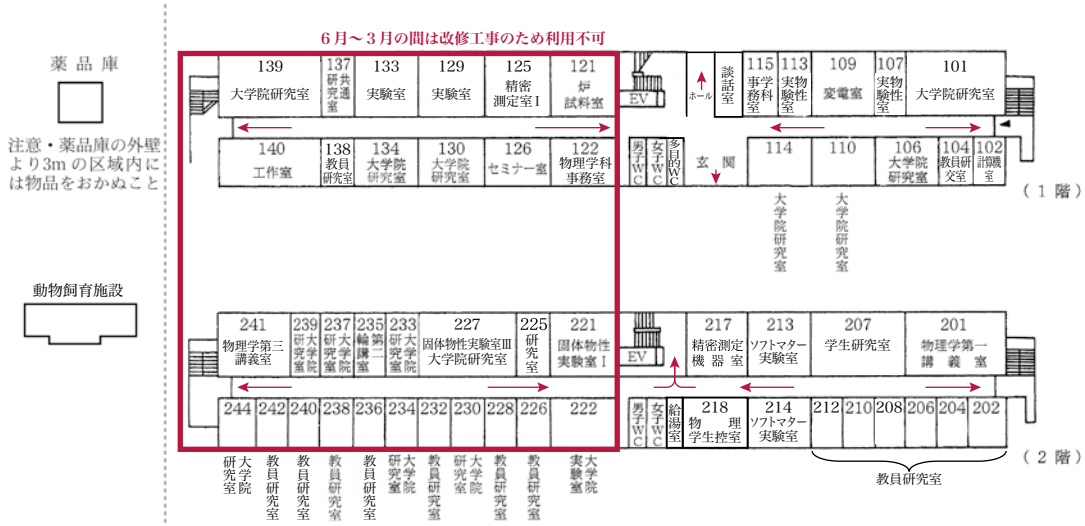 6月～3月の間は改修工事のため利用不可
薬品庫
注意・薬品庫の外壁
より3mの区域内に
は物品をおかぬこと
動物飼育施設
139
大学院研究室
137
共通
研究室
133
実験室
129
実験室
125
精密
測定室Ⅰ
121
炉
試料室
EV
ホール
談話室
115
学科
事室
113
実験室
物性
109
変電室
107
実験室
物性
101
大学院研究室
140
工作室
138
教員
研究室
134
大学院
研究室
130
大学院
研究室
126
セミナー室
122
物理学科
事務室
男子WC
女子WC
多目的WC
玄関
114
大学院研究室
110
大学院研究室
106
大学院
研究室
104
教員研
交室
102
計算機
室
(1階)
241
物理学第三
講義室
239
大学院
研究室
237
大学院
研究室
235
第二
輪講室
233
大学院
研究室
227
固体物性実験室Ⅲ
大学院研究室
225
研究室
221
固体物性
実験室Ⅰ
EV
217
精密測定
機器室
213
ソフトマター
実験室
207
学生研究室
201
物理学第一
講義室
244
242
240
238
236
234
232
230
228
226
222
男子WC
女子WC
給湯室
218
物理
学生控室
214
ソフトマター
実験室
212
210
208
206
204
202
大学院
研究室
教員研究室
教員研究室
教員研究室
教員研究室
大学院
研究室
教員研究室
大学院
研究室
教員研究室
教員研究室
大学院
実験室
教員研究室
(2階)